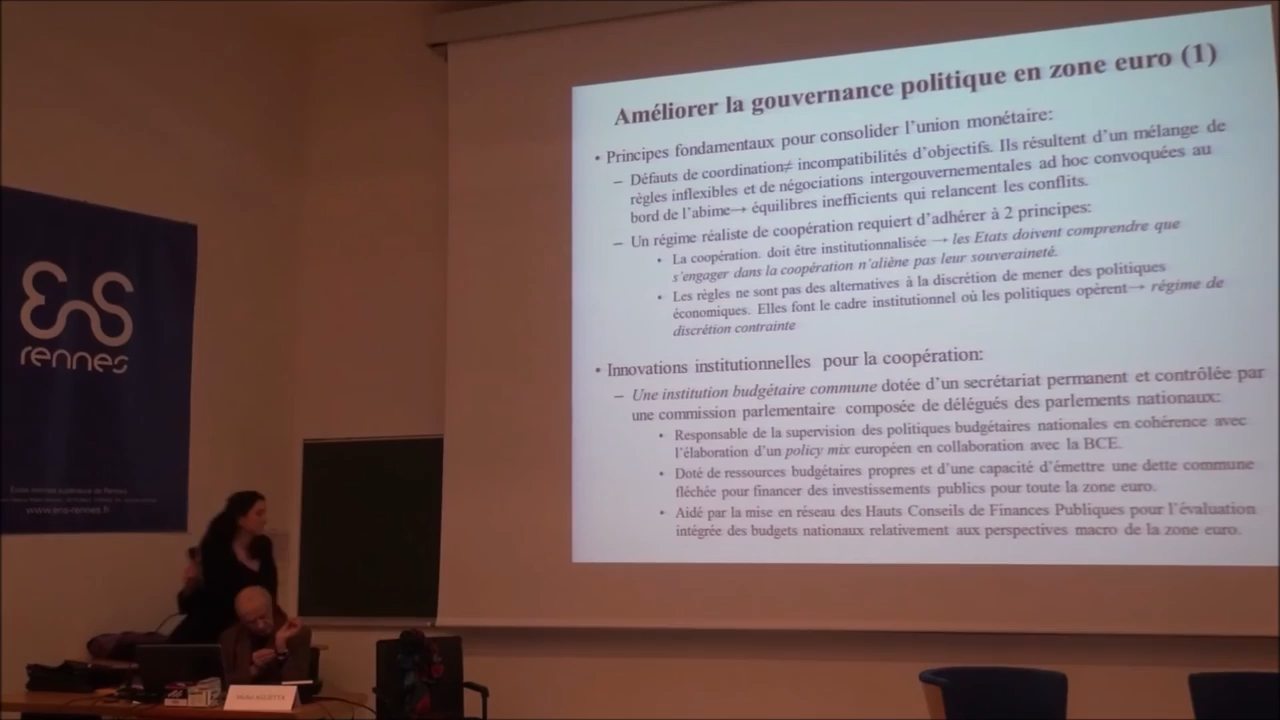 Améliorer la gouvernance politique en zone euro (1)
• Principes fondamentaux pour consolider l'union monétaire:
– Défauts de coordination≠ incompatibilités d'objectifs. Ils résultent d'un mélange de
règles inflexibles et de négociations intergouvernementales ad hoc convoquées au
bord de l'abime→ équilibres inefficients qui relancent les conflits.
– Un régime réaliste de coopération requiert d'adhérer à 2 principes:
• La coopération. doit être institutionnalisée → les Etats doivent comprendre que
s'engager dans la coopération n'aliène pas leur souveraineté.
• Les règles ne sont pas des alternatives à la discrétion de mener des politiques
économiques. Elles font le cadre institutionnel où les politiques opèrent→ régime de
discrétion contrainte
• Innovations institutionnelles pour la coopération:
– Une institution budgétaire commune dotée d'un secrétariat permanent et contrôlée par
une commission parlementaire composée de délégués des parlements nationaux:
• Responsable de la supervision des politiques budgétaires nationales en cohérence avec
l'élaboration d'un policy mix européen en collaboration avec la BCE.
• Doté de ressources budgétaires propres et d'une capacité d'émettre une dette commune
fléchée pour financer des investissements publics pour toute la zone euro.
• Aidé par la mise en réseau des Hauts Conseils de Finances Publiques pour l'évaluation
intégrée des budgets nationaux relativement aux perspectives macro de la zone euro.
ens
rennes
École normale supérieure de Rennes
www.ens-rennes.fr